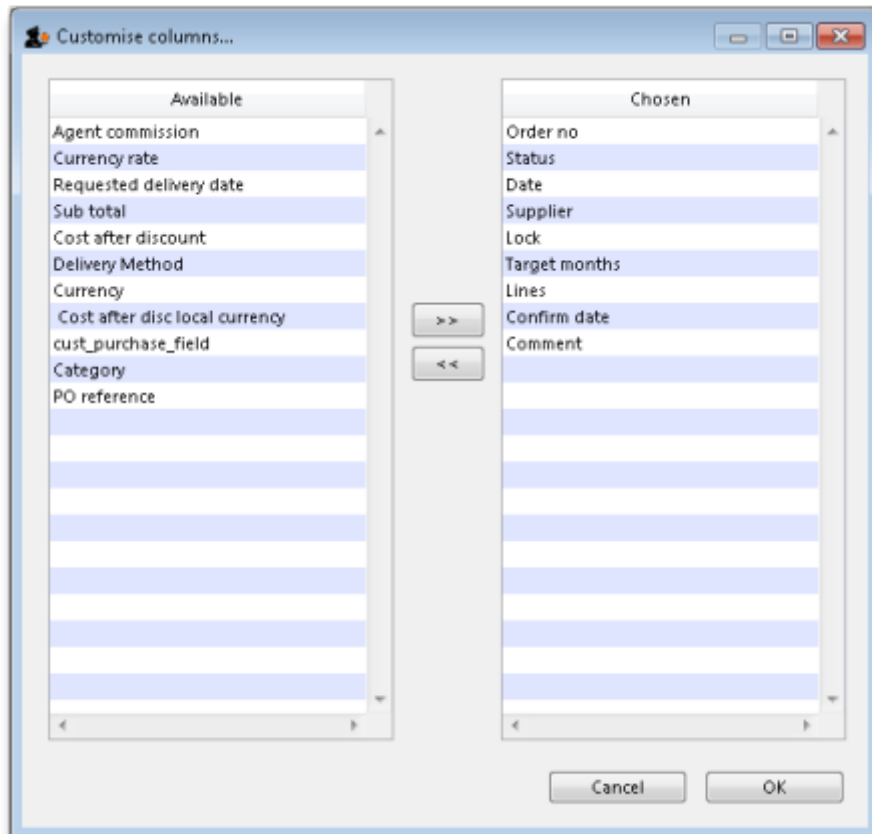 Customise columns...
Available
Agent commission
Currency rate
Requested delivery date
Sub total
Cost after discount
Delivery Method
Currency
Cost after disc local currency
cust_purchase_field
Category
PO reference
>>
<<
Chosen
Order no
Status
Date
Supplier
Lock
Target months
Lines
Confirm date
Comment
Cancel
OK